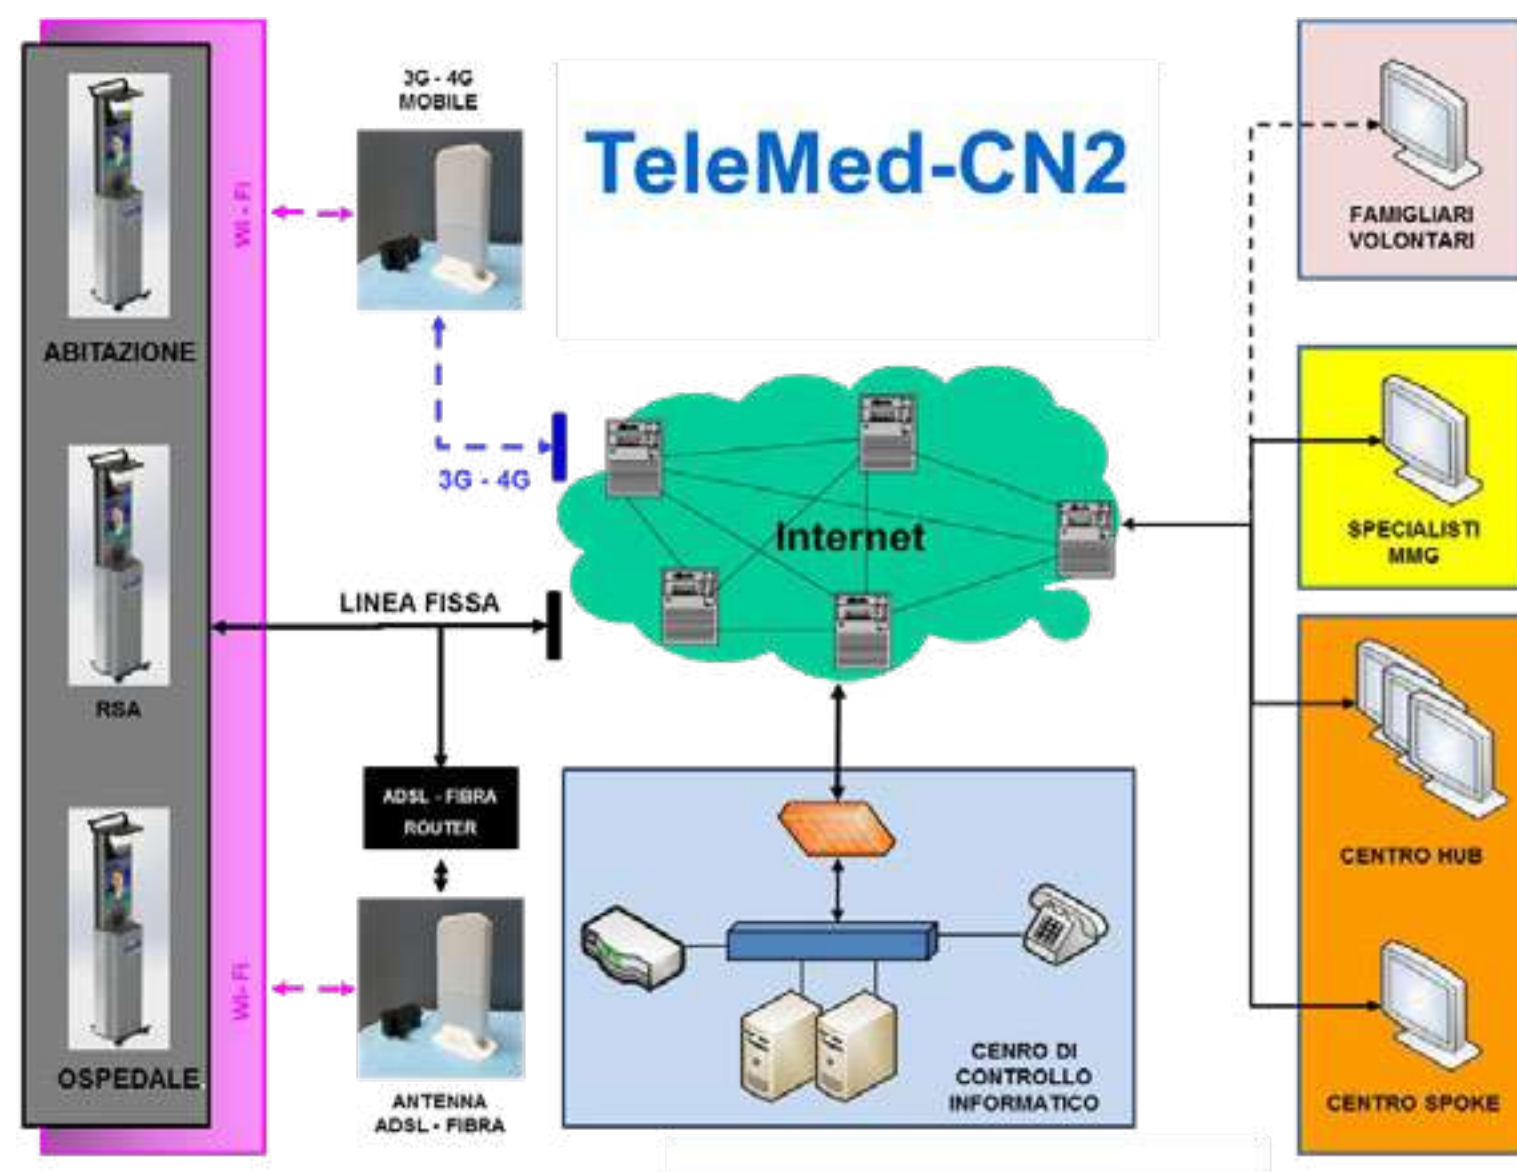 3G - 4G
MOBILE
TeleMed-CN2
Wi - Fi
FAMIGLIARI
VOLONTARI
ABITAZIONE
3G - 4G
Internet
SPECIALISTI
MMG
LINEA FISSA
RSA
ADSL - FIBRA
ROUTER
CENTRO HUB
Wi- Fi
OSPEDALE
CENRO DI
CONTROLLO
INFORMATICO
ANTENNA
ADSL - FIBRA
CENTRO SPOKE